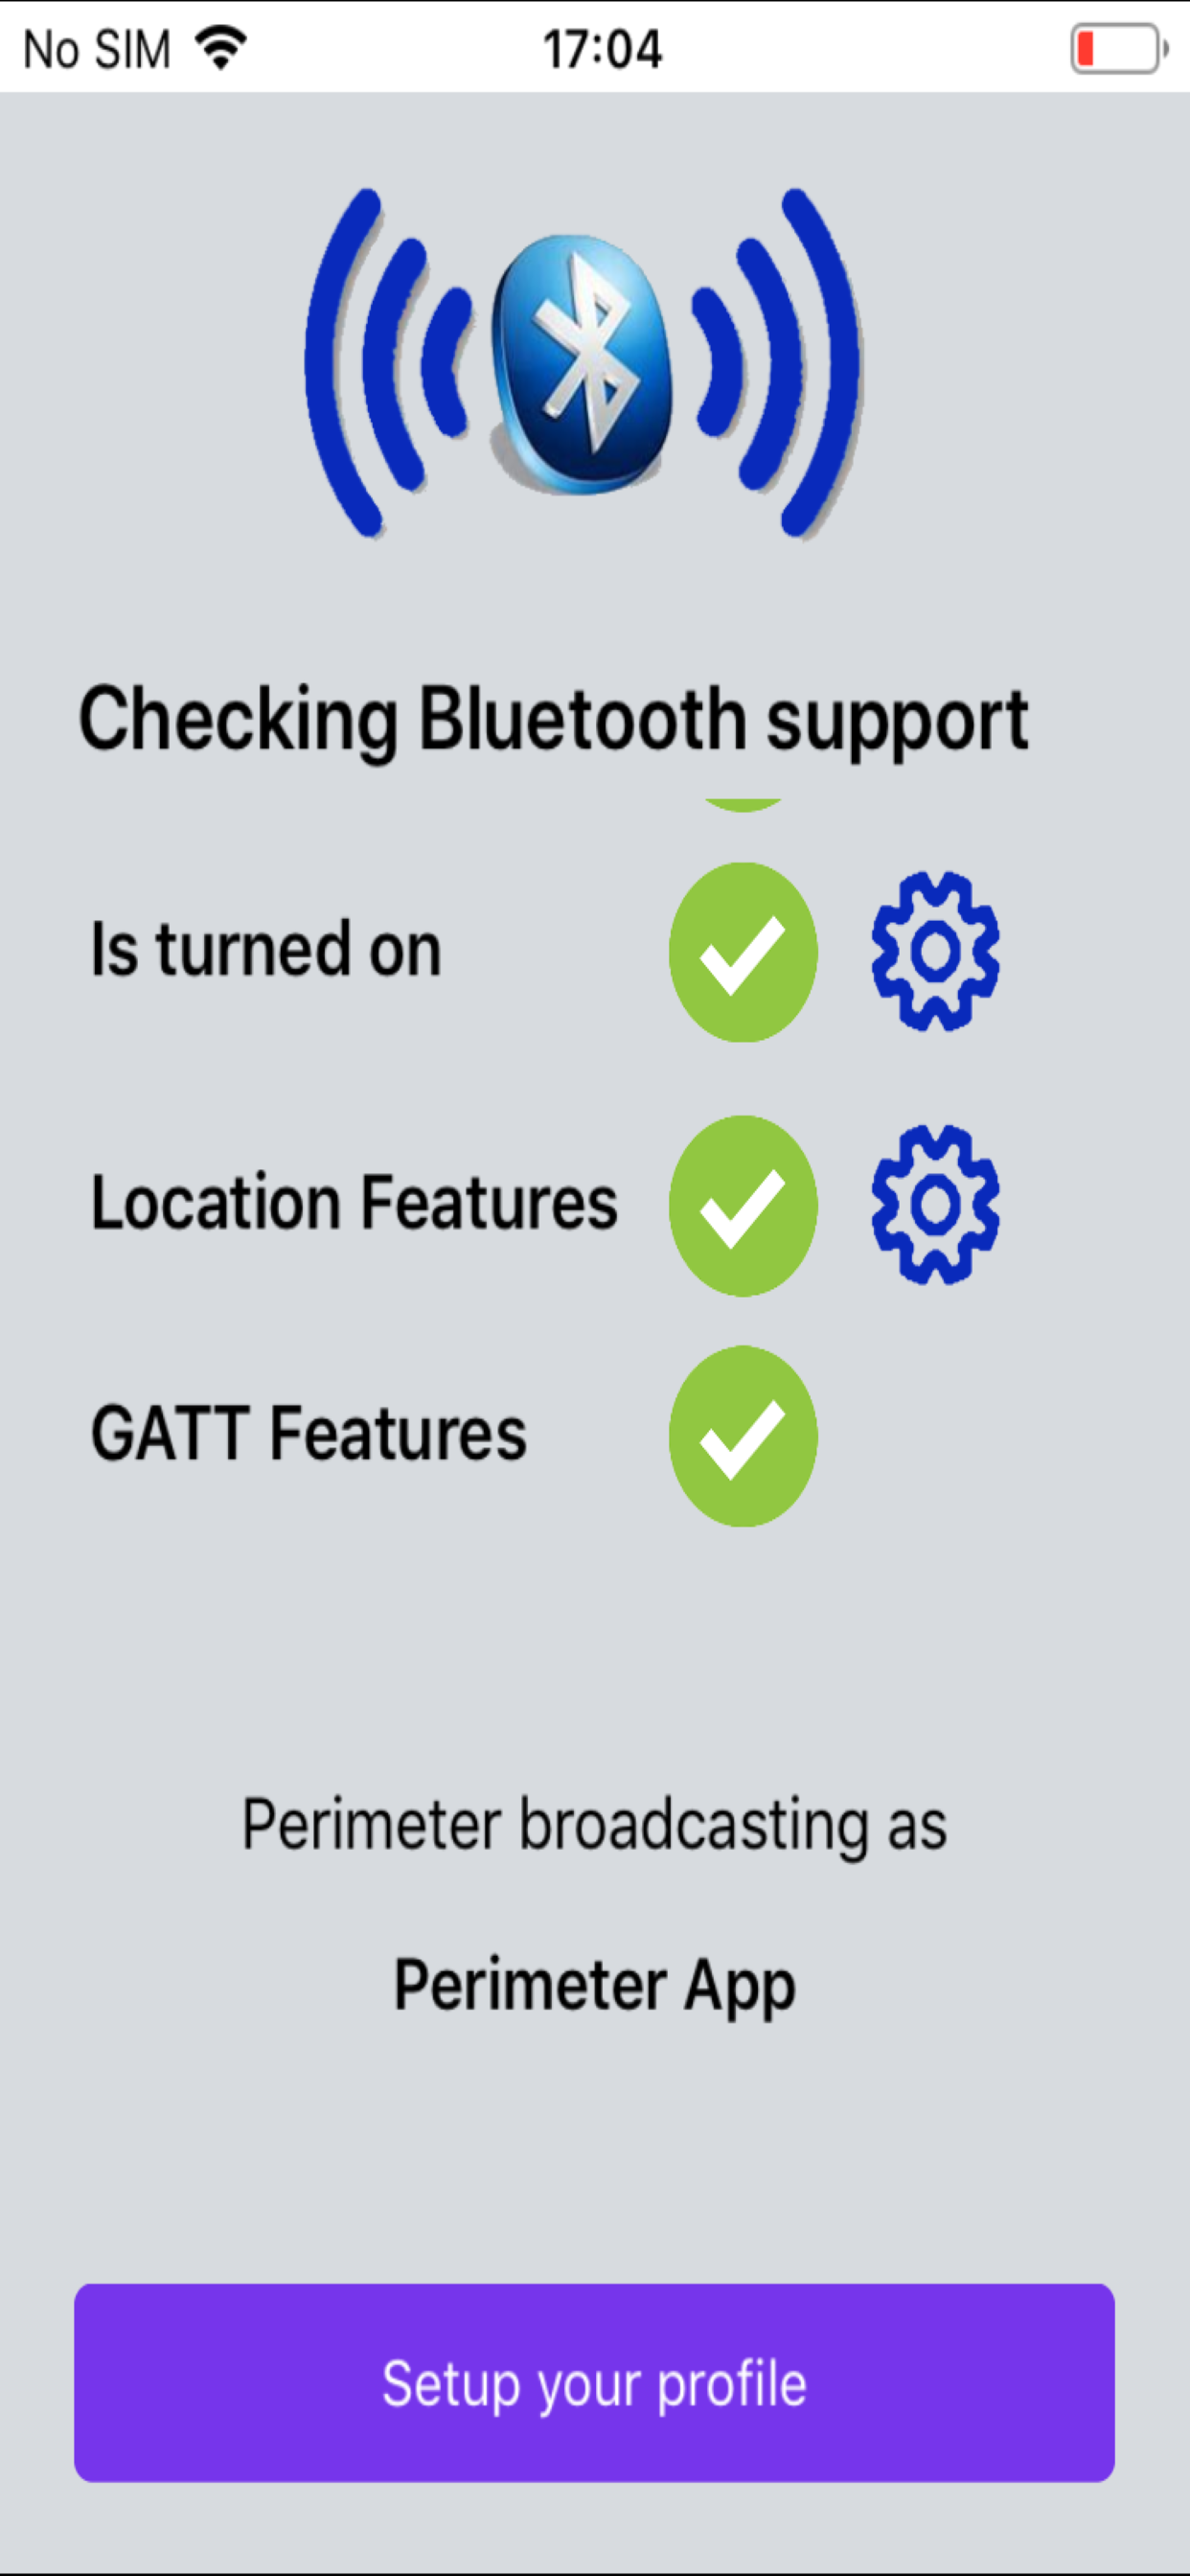 No SIM 17:04
Checking Bluetooth support
Is turned on
Location Features
GATT Features
Perimeter broadcasting as
Perimeter App
Setup your profile